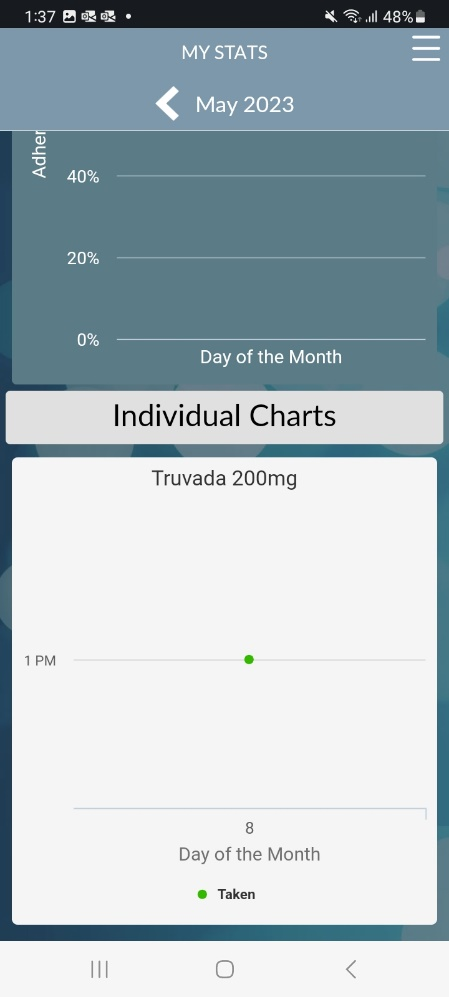 1:37 48%
MY STATS
May 2023
Adher
40%
20%
0%
Day of the Month
Individual Charts
Truvada 200mg
1 PM
8
Day of the Month
Taken